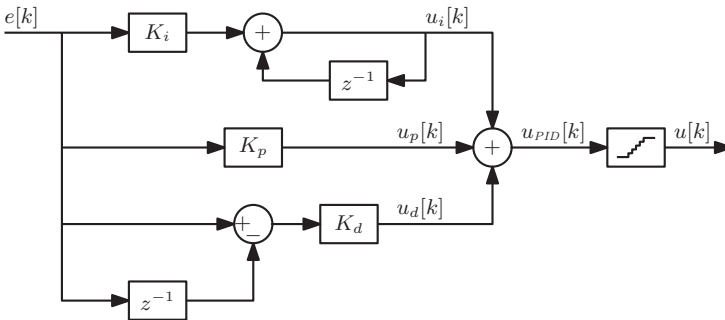 e[k]
K_i
+
u_i[k]
z^{-1}
K_p
u_p[k]
+
u_{PID}[k]
u[k]
+
−
K_d
u_d[k]
z^{-1}